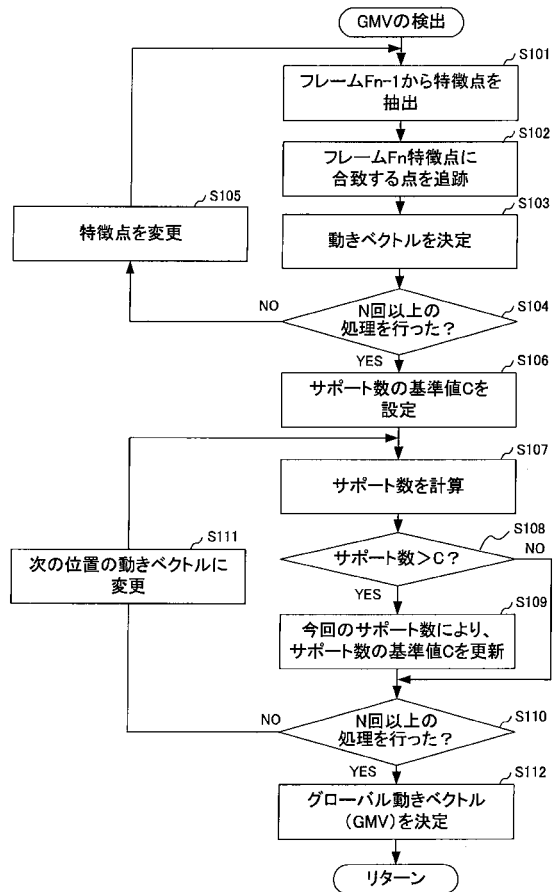 GMVの検出
S101
フレームFn-1から特徴点を
抽出
S102
フレームFn特徴点に
合致する点を追跡
S105
特徴点を変更
S103
動きベクトルを決定
S104
N回以上の
処理を行った？
NO
YES
S106
サポート数の基準値Cを
設定
S107
サポート数を計算
S108
サポート数＞C？
NO
YES
S111
次の位置の動きベクトルに
変更
S109
今回のサポート数により、
サポート数の基準値Cを更新
S110
N回以上の
処理を行った？
NO
YES
S112
グローバル動きベクトル
(GMV)を決定
リターン